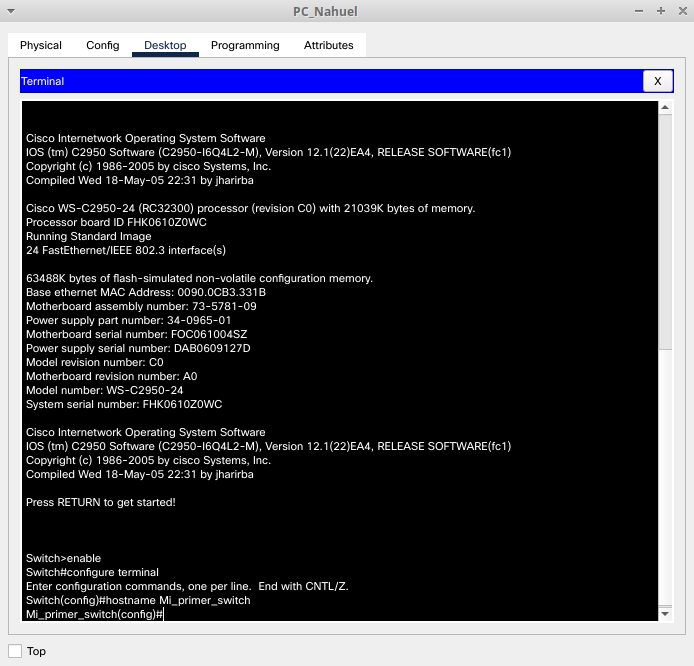 PC_Nahuel
Physical Config Desktop Programming Attributes
Terminal
X
Cisco Internetwork Operating System Software
IOS (tm) C2950 Software (C2950-I6Q4L2-M), Version 12.1(22)EA4, RELEASE SOFTWARE(fc1)
Copyright (c) 1986-2005 by cisco Systems, Inc.
Compiled Wed 18-May-05 22:31 by jharirba
Cisco WS-C2950-24 (RC32300) processor (revision C0) with 21039K bytes of memory.
Processor board ID FHK0610Z0WC
Running Standard Image
24 FastEthernet/IEEE 802.3 interface(s)
63488K bytes of flash-simulated non-volatile configuration memory.
Base ethernet MAC Address: 0090.0CB3.331B
Motherboard assembly number: 73-5781-09
Power supply part number: 34-0965-01
Motherboard serial number: FOC061004SZ
Power supply serial number: DAB0609127D
Model revision number: C0
Motherboard revision number: A0
Model number: WS-C2950-24
System serial number: FHK0610Z0WC
Cisco Internetwork Operating System Software
IOS (tm) C2950 Software (C2950-I6Q4L2-M), Version 12.1(22)EA4, RELEASE SOFTWARE(fc1)
Copyright (c) 1986-2005 by cisco Systems, Inc.
Compiled Wed 18-May-05 22:31 by jharirba
Press RETURN to get started!
Switch>enable
Switch#configure terminal
Enter configuration commands, one per line.  End with CNTL/Z.
Switch(config)#hostname Mi_primer_switch
Mi_primer_switch(config)#
Top